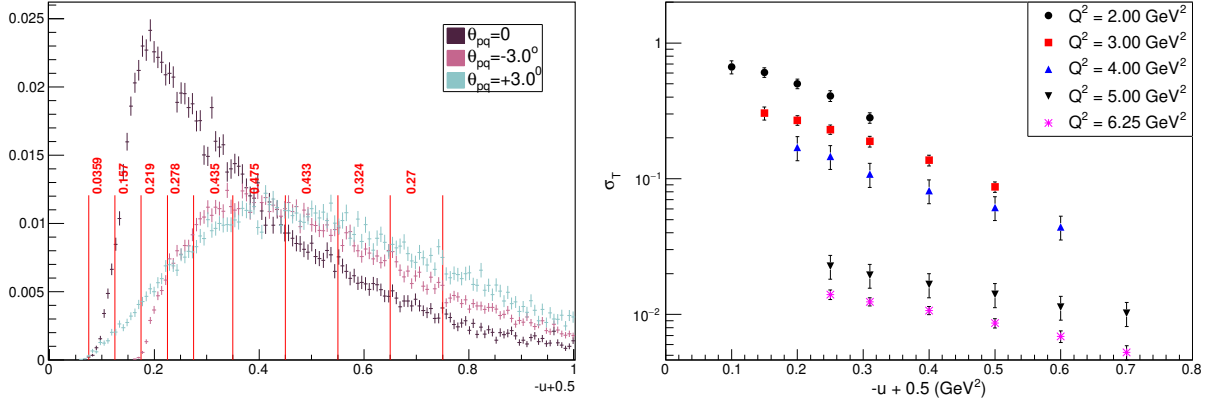 0.025
0.02
0.015
0.01
0.005
0
0 0.2 0.4 0.6 0.8 1
-u+0.5
θpq=0
θpq=-3.0°
θpq=+3.0⁰
0.0359
0.157
0.219
0.278
0.435
0.475
0.433
0.324
0.27
σT
1
10⁻¹
10⁻²
0 0.1 0.2 0.3 0.4 0.5 0.6 0.7 0.8
-u + 0.5 (GeV²)
Q² = 2.00 GeV²
Q² = 3.00 GeV²
Q² = 4.00 GeV²
Q² = 5.00 GeV²
Q² = 6.25 GeV²